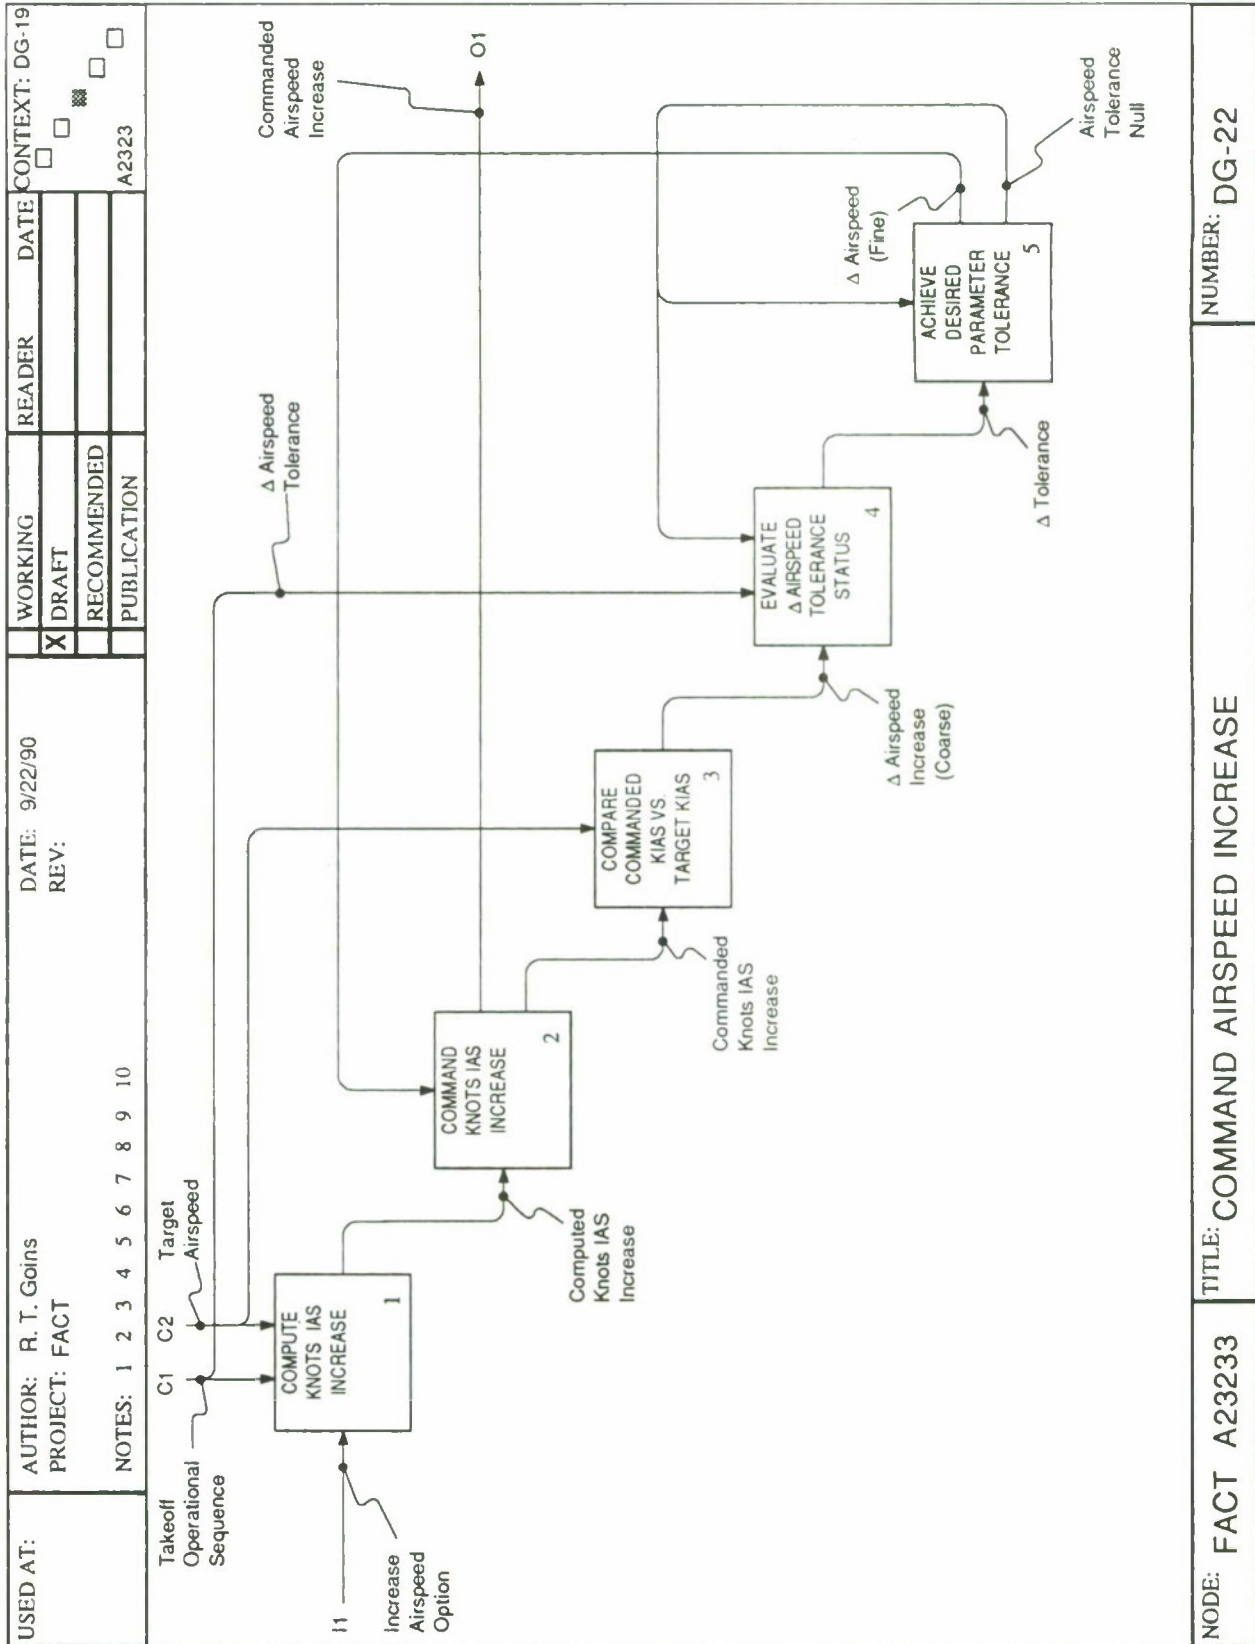 USED AT:
AUTHOR: R. T. Goins
PROJECT: FACT
DATE: 9/22/90
REV:
NOTES: 1 2 3 4 5 6 7 8 9 10
WORKING
X DRAFT
RECOMMENDED
PUBLICATION
READER
DATE
CONTEXT: DG-19
A2323
Takeoff
Operational
Sequence
C1
C2
Target
Airspeed
Δ Airspeed
Tolerance
Commanded
Airspeed
Increase
O1
I1
Increase
Airspeed
Option
COMPUTE
KNOTS IAS
INCREASE
1
Computed
Knots IAS
Increase
COMMAND
KNOTS IAS
INCREASE
2
Commanded
Knots IAS
Increase
COMPARE
COMMANDED
KIAS VS.
TARGET KIAS
3
Δ Airspeed
Increase
(Coarse)
EVALUATE
Δ AIRSPEED
TOLERANCE
STATUS
4
Δ Tolerance
ACHIEVE
DESIRED
PARAMETER
TOLERANCE
5
Δ Airspeed
(Fine)
Airspeed
Tolerance
Null
NODE: FACT A23233
TITLE: COMMAND AIRSPEED INCREASE
NUMBER: DG-22